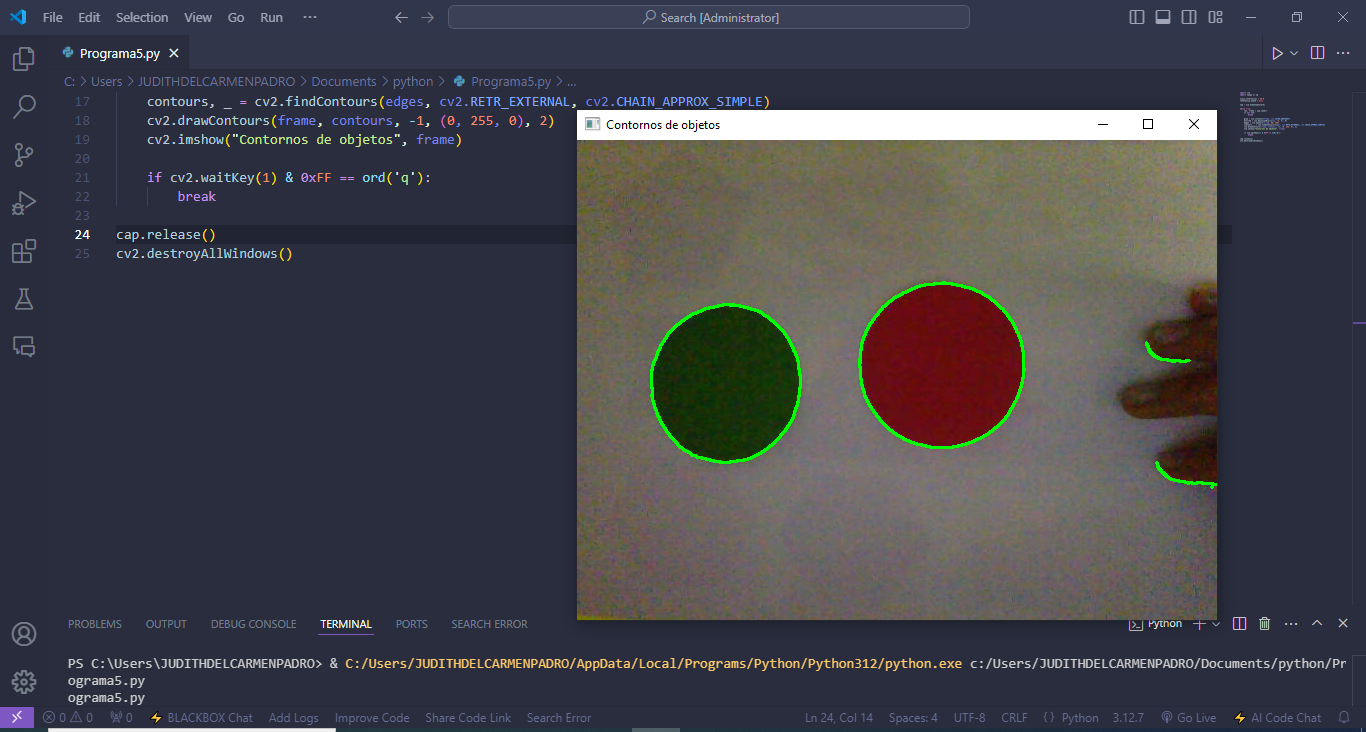 File Edit Selection View Go Run ··· Search [Administrator]
Programa5.py
C: > Users > JUDITHDELCARMENPADRO > Documents > python > Programa5.py > ...
17 contours, _ = cv2.findContours(edges, cv2.RETR_EXTERNAL, cv2.CHAIN_APPROX_SIMPLE)
18 cv2.drawContours(frame, contours, -1, (0, 255, 0), 2)
19 cv2.imshow("Contornos de objetos", frame)
20
21 if cv2.waitKey(1) & 0xFF == ord('q'):
22 break
23
24 cap.release()
25 cv2.destroyAllWindows()
Contornos de objetos
PROBLEMS OUTPUT DEBUG CONSOLE TERMINAL PORTS SEARCH ERROR
Python
PS C:\Users\JUDITHDELCARMENPADRO> & C:/Users/JUDITHDELCARMENPADRO/AppData/Local/Programs/Python/Python312/python.exe c:/Users/JUDITHDELCARMENPADRO/Documents/python/Pr
ograma5.py
ograma5.py
0 0 0 BLACKBOX Chat Add Logs Improve Code Share Code Link Search Error Ln 24, Col 14 Spaces: 4 UTF-8 CRLF Python 3.12.7 Go Live AI Code Chat